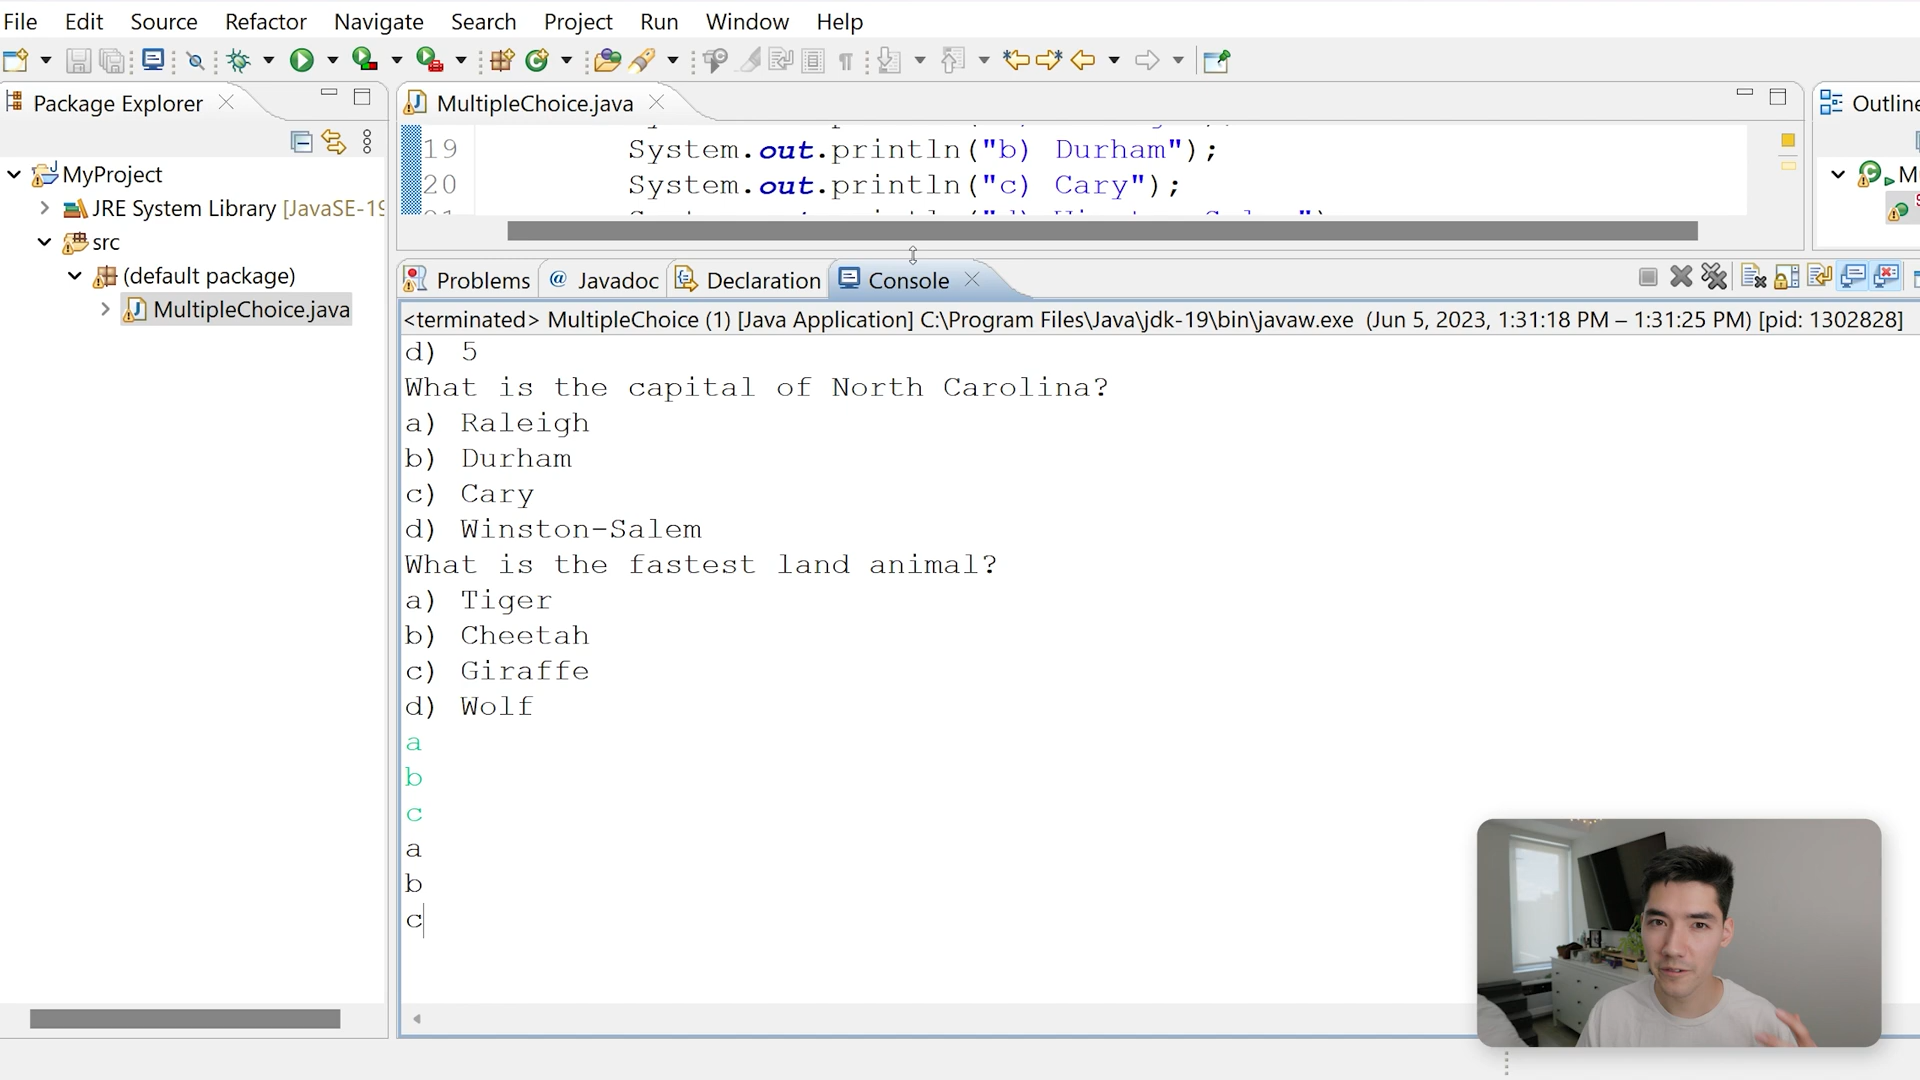 File Edit Source Refactor Navigate Search Project Run Window Help
Package Explorer
MultipleChoice.java
Outline
MyProject
JRE System Library [JavaSE-19
src
(default package)
MultipleChoice.java
19 System.out.println("b) Durham");
20 System.out.println("c) Cary");
Problems @ Javadoc Declaration Console
<terminated> MultipleChoice (1) [Java Application] C:\Program Files\Java\jdk-19\bin\javaw.exe (Jun 5, 2023, 1:31:18 PM – 1:31:25 PM) [pid: 1302828]
d) 5
What is the capital of North Carolina?
a) Raleigh
b) Durham
c) Cary
d) Winston-Salem
What is the fastest land animal?
a) Tiger
b) Cheetah
c) Giraffe
d) Wolf
a
b
c
a
b
c